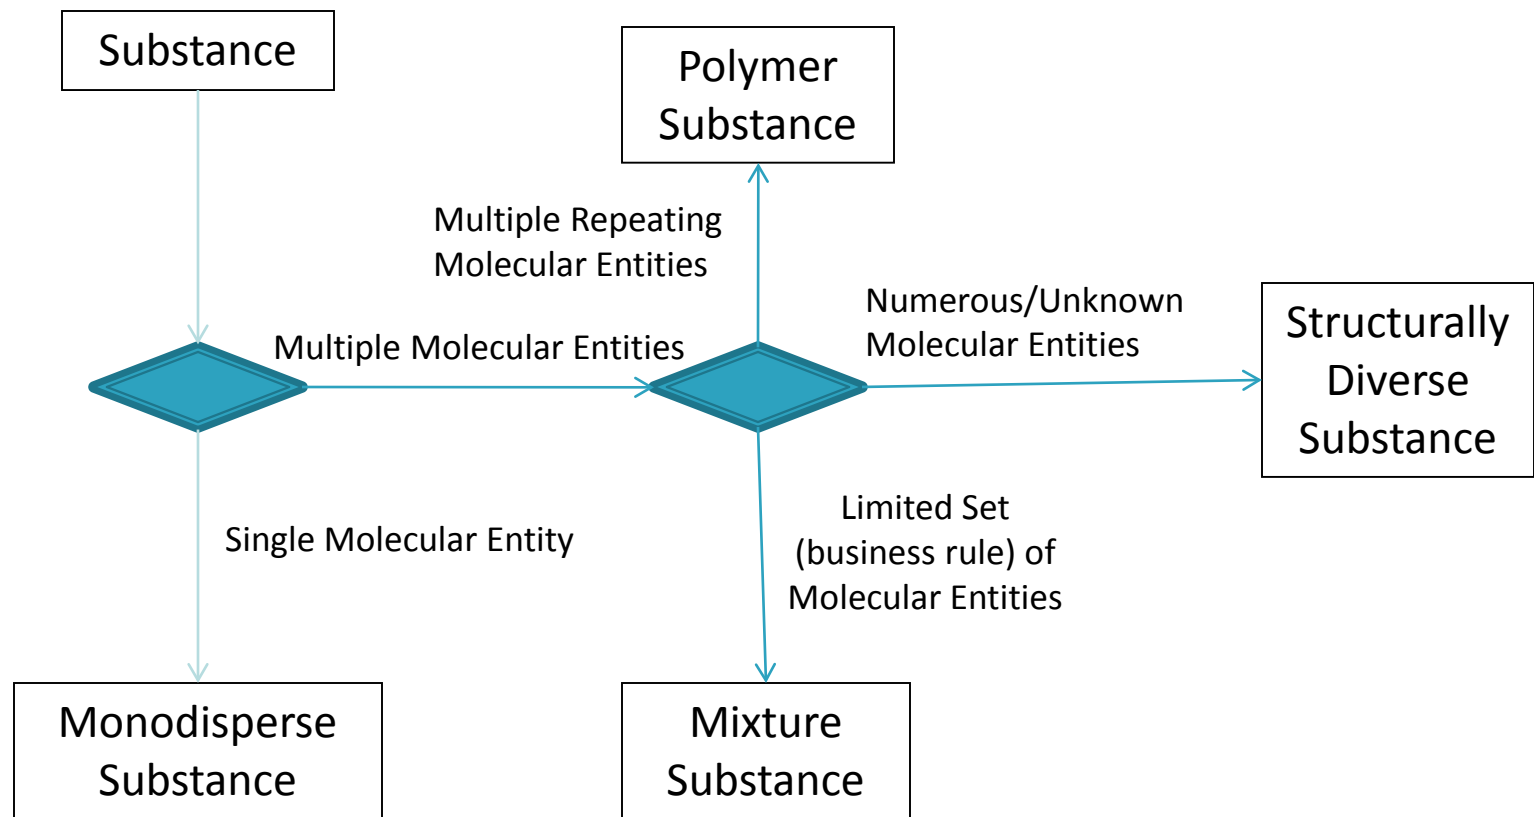 Substance
Polymer
Substance
Multiple Repeating
Molecular Entities
Numerous/Unknown
Molecular Entities
Structurally
Diverse
Substance
Multiple Molecular Entities
Single Molecular Entity
Limited Set
(business rule) of
Molecular Entities
Monodisperse
Substance
Mixture
Substance